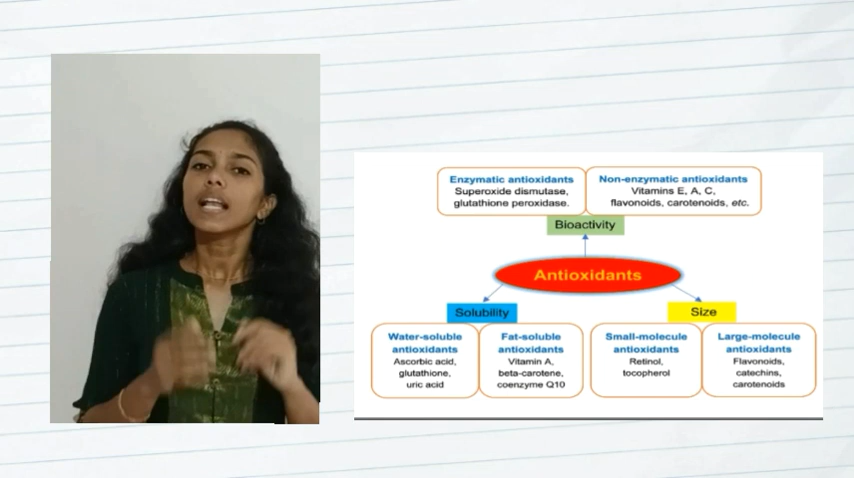 Enzymatic antioxidants
Superoxide dismutase,
glutathione peroxidase.
Non-enzymatic antioxidants
Vitamins E, A, C,
flavonoids, carotenoids, etc.
Bioactivity
Antioxidants
Solubility
Size
Water-soluble
antioxidants
Ascorbic acid,
glutathione,
uric acid
Fat-soluble
antioxidants
Vitamin A,
beta-carotene,
coenzyme Q10
Small-molecule
antioxidants
Retinol,
tocopherol
Large-molecule
antioxidants
Flavonoids,
catechins,
carotenoids